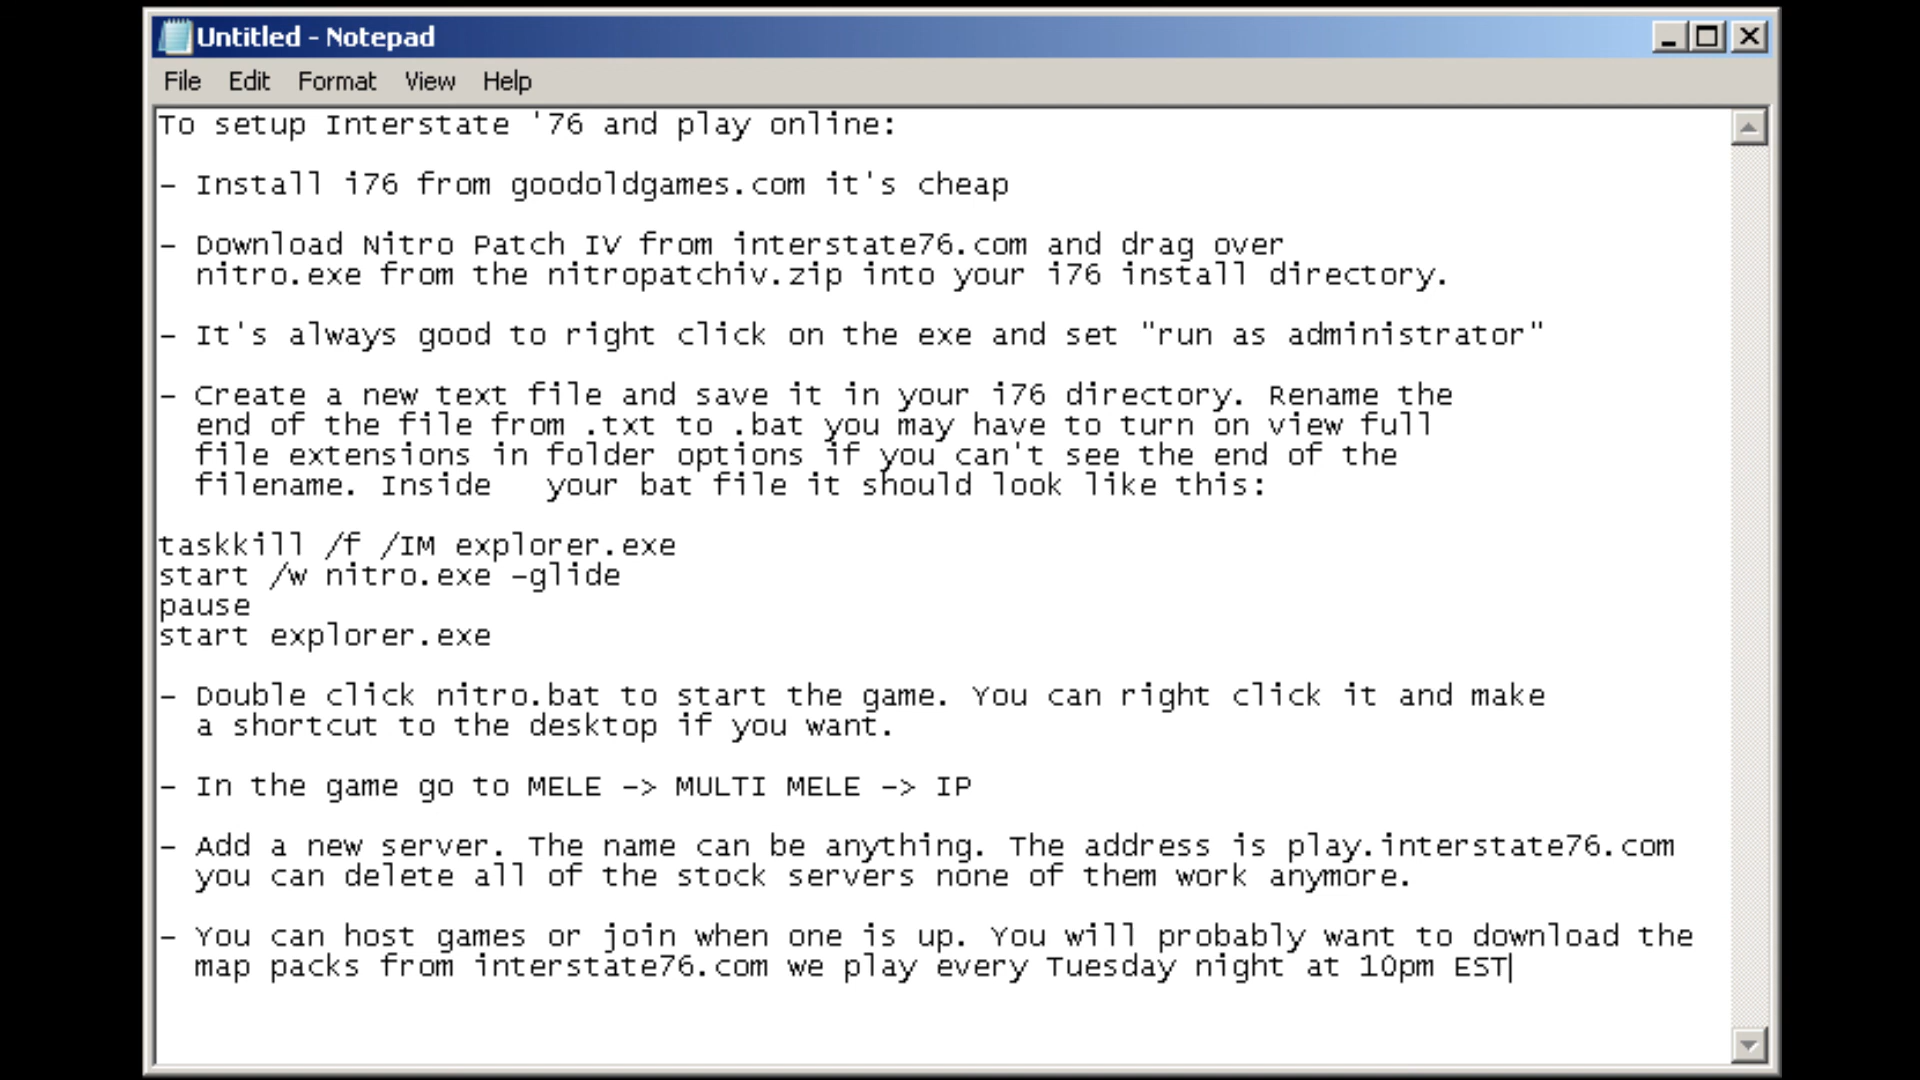 Untitled - Notepad
File Edit Format View Help
To setup Interstate '76 and play online:
- Install i76 from goodoldgames.com it's cheap
- Download Nitro Patch IV from interstate76.com and drag over
nitro.exe from the nitropatchiv.zip into your i76 install directory.
- It's always good to right click on the exe and set "run as administrator"
- Create a new text file and save it in your i76 directory. Rename the
end of the file from .txt to .bat you may have to turn on view full
file extensions in folder options if you can't see the end of the
filename. Inside   your bat file it should look like this:
taskkill /f /IM explorer.exe
start /w nitro.exe -glide
pause
start explorer.exe
- Double click nitro.bat to start the game. You can right click it and make
a shortcut to the desktop if you want.
- In the game go to MELE -> MULTI MELE -> IP
- Add a new server. The name can be anything. The address is play.interstate76.com
you can delete all of the stock servers none of them work anymore.
- You can host games or join when one is up. You will probably want to download the
map packs from interstate76.com we play every Tuesday night at 10pm EST